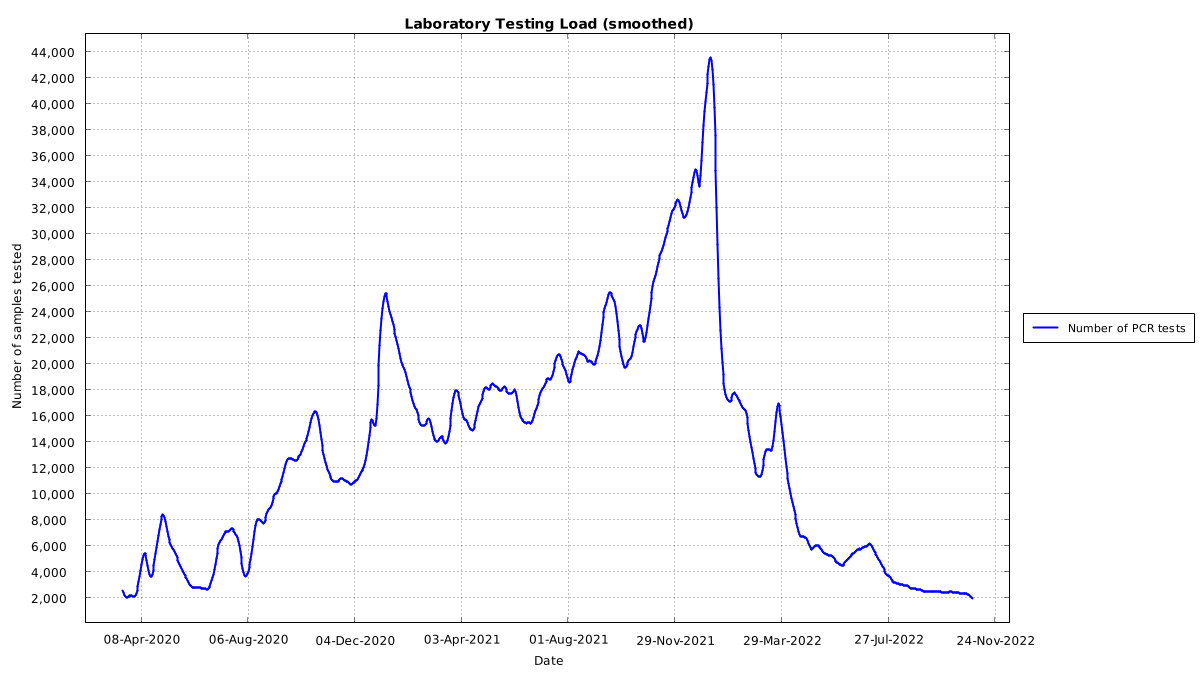 Laboratory Testing Load (smoothed)
44,000
42,000
40,000
38,000
36,000
34,000
32,000
30,000
28,000
26,000
24,000
22,000
20,000
18,000
16,000
14,000
12,000
10,000
8,000
6,000
4,000
2,000
Number of samples tested
08-Apr-2020
06-Aug-2020
04-Dec-2020
03-Apr-2021
01-Aug-2021
29-Nov-2021
29-Mar-2022
27-Jul-2022
24-Nov-2022
Date
Number of PCR tests